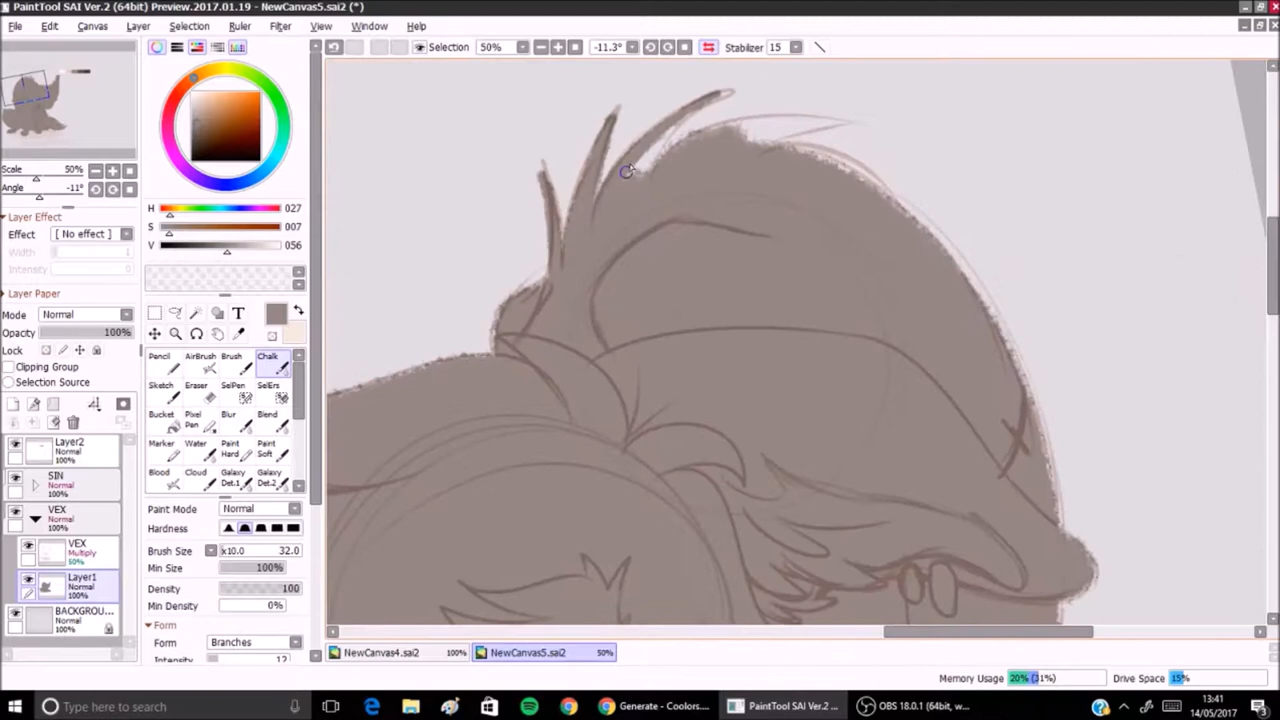 PaintTool SAI Ver.2 (64bit) Preview.2017.01.19 - NewCanvas5.sai2 (*)
File Edit Canvas Layer Selection Ruler Filter View Window Help
Selection 50% -11.3° Stabilizer 15
Scale 50%
Angle -11°
Layer Effect
Effect [ No effect ]
Width 1
Intensity 0
Layer Paper
Mode Normal
Opacity 100%
Lock
Clipping Group
Selection Source
Layer2
Normal
100%
SIN
Normal
100%
VEX
Normal
100%
VEX
Multiply
50%
Layer1
Normal
100%
BACKGROU...
Normal
100%
H 027
S 007
V 056
T
Pencil AirBrush Brush Chalk
Sketch Eraser SelPen SelErs
Bucket Pixel Pen Blur Blend
Marker Water Paint Hard Paint Soft
Blood Cloud Galaxy Det.1 Galaxy Det.2
Paint Mode Normal
Hardness
Brush Size x10.0 32.0
Min Size 100%
Density 100
Min Density 0%
Form
Form Branches
Intensity 12
NewCanvas4.sai2 100% NewCanvas5.sai2 50%
Memory Usage 20% (31%) Drive Space 15%
Type here to search
Generate - Coolors....
PaintTool SAI Ver.2 ...
OBS 18.0.1 (64bit, w...
13:41
14/05/2017